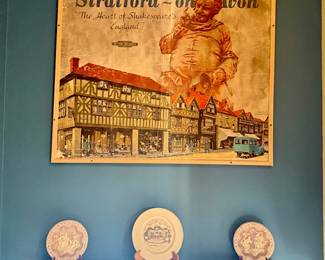 Stratford-on-Avon
The Heart of Shakespeare's
England